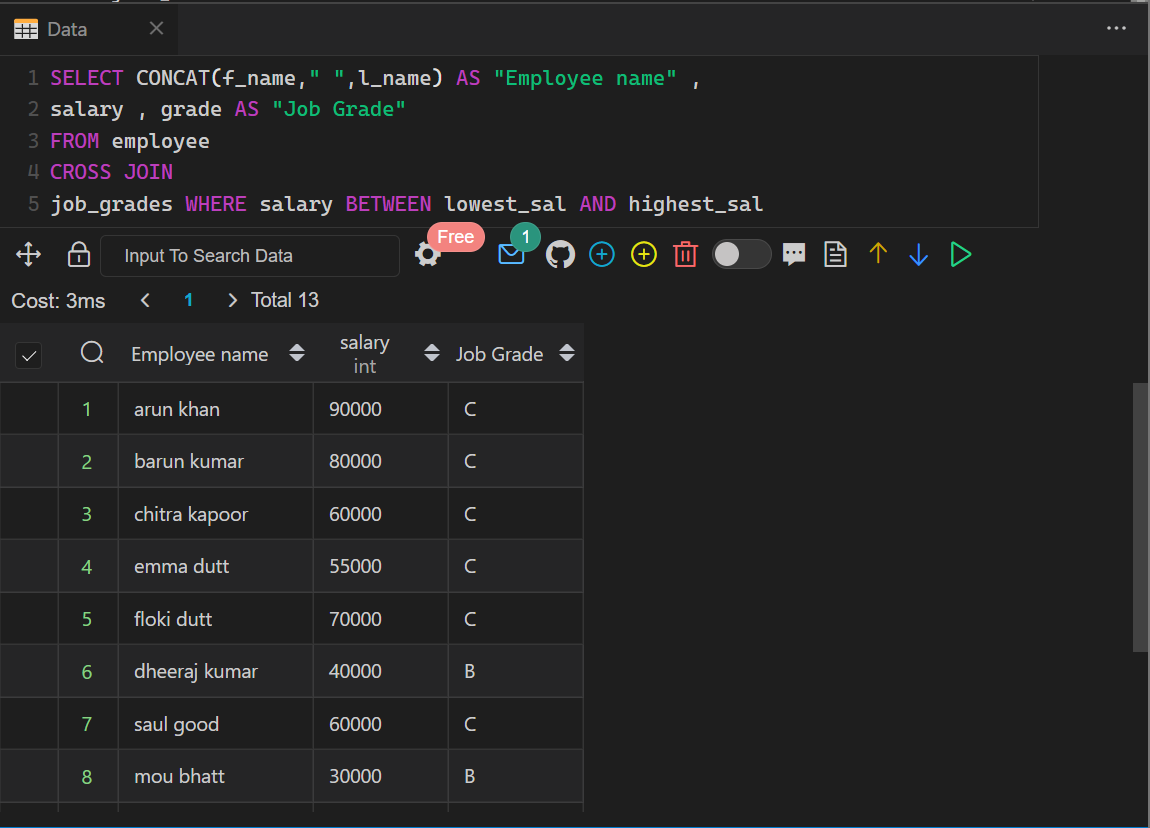 Data
1 SELECT CONCAT(f_name," ",l_name) AS "Employee name" ,
2 salary , grade AS "Job Grade"
3 FROM employee
4 CROSS JOIN
5 job_grades WHERE salary BETWEEN lowest_sal AND highest_sal
Input To Search Data Free 1
Cost: 3ms 1 Total 13
Employee name salary int Job Grade
1 arun khan 90000 C
2 barun kumar 80000 C
3 chitra kapoor 60000 C
4 emma dutt 55000 C
5 floki dutt 70000 C
6 dheeraj kumar 40000 B
7 saul good 60000 C
8 mou bhatt 30000 B